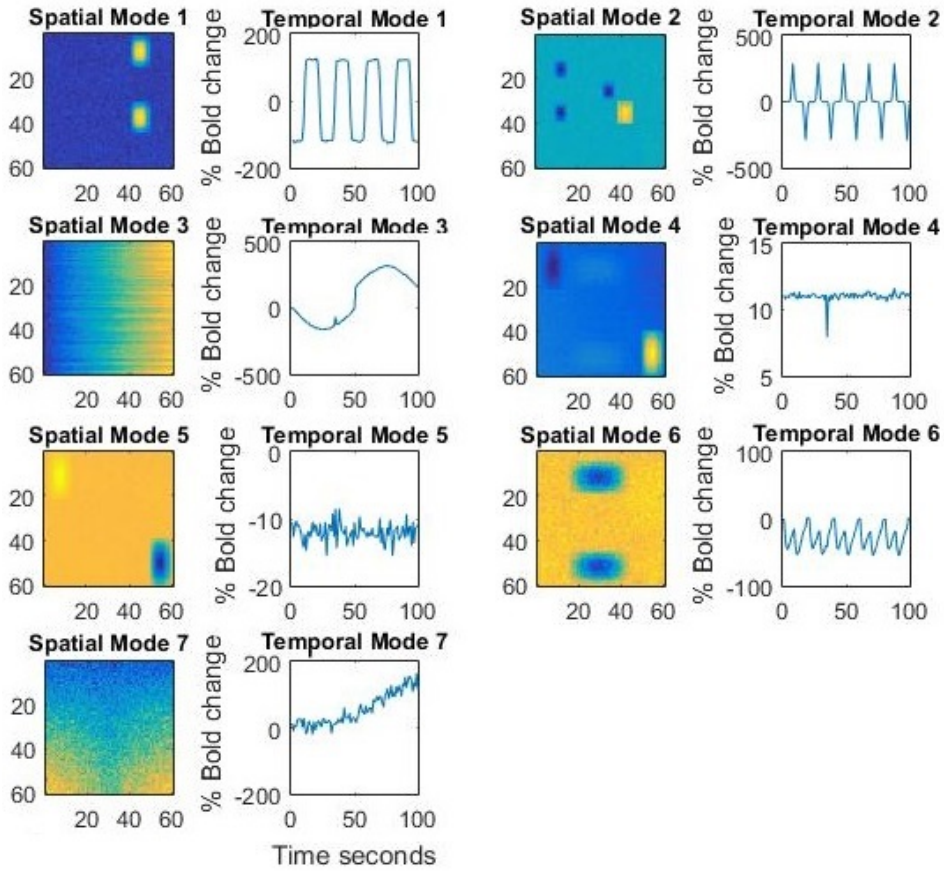 Spatial Mode 1
Temporal Mode 1
Spatial Mode 2
Temporal Mode 2
20
40
60
20 40 60
% Bold change
200
0
-200
0 50 100
20
40
60
20 40 60
% Bold change
500
0
-500
0 50 100
Spatial Mode 3
Temporal Mode 3
Spatial Mode 4
Temporal Mode 4
20
40
60
20 40 60
% Bold change
500
0
-500
0 50 100
20
40
60
20 40 60
% Bold change
15
10
5
0 50 100
Spatial Mode 5
Temporal Mode 5
Spatial Mode 6
Temporal Mode 6
20
40
60
20 40 60
% Bold change
0
-10
-20
0 50 100
20
40
60
20 40 60
% Bold change
100
0
-100
0 50 100
Spatial Mode 7
Temporal Mode 7
20
40
60
20 40 60
% Bold change
200
0
-200
0 50 100
Time seconds